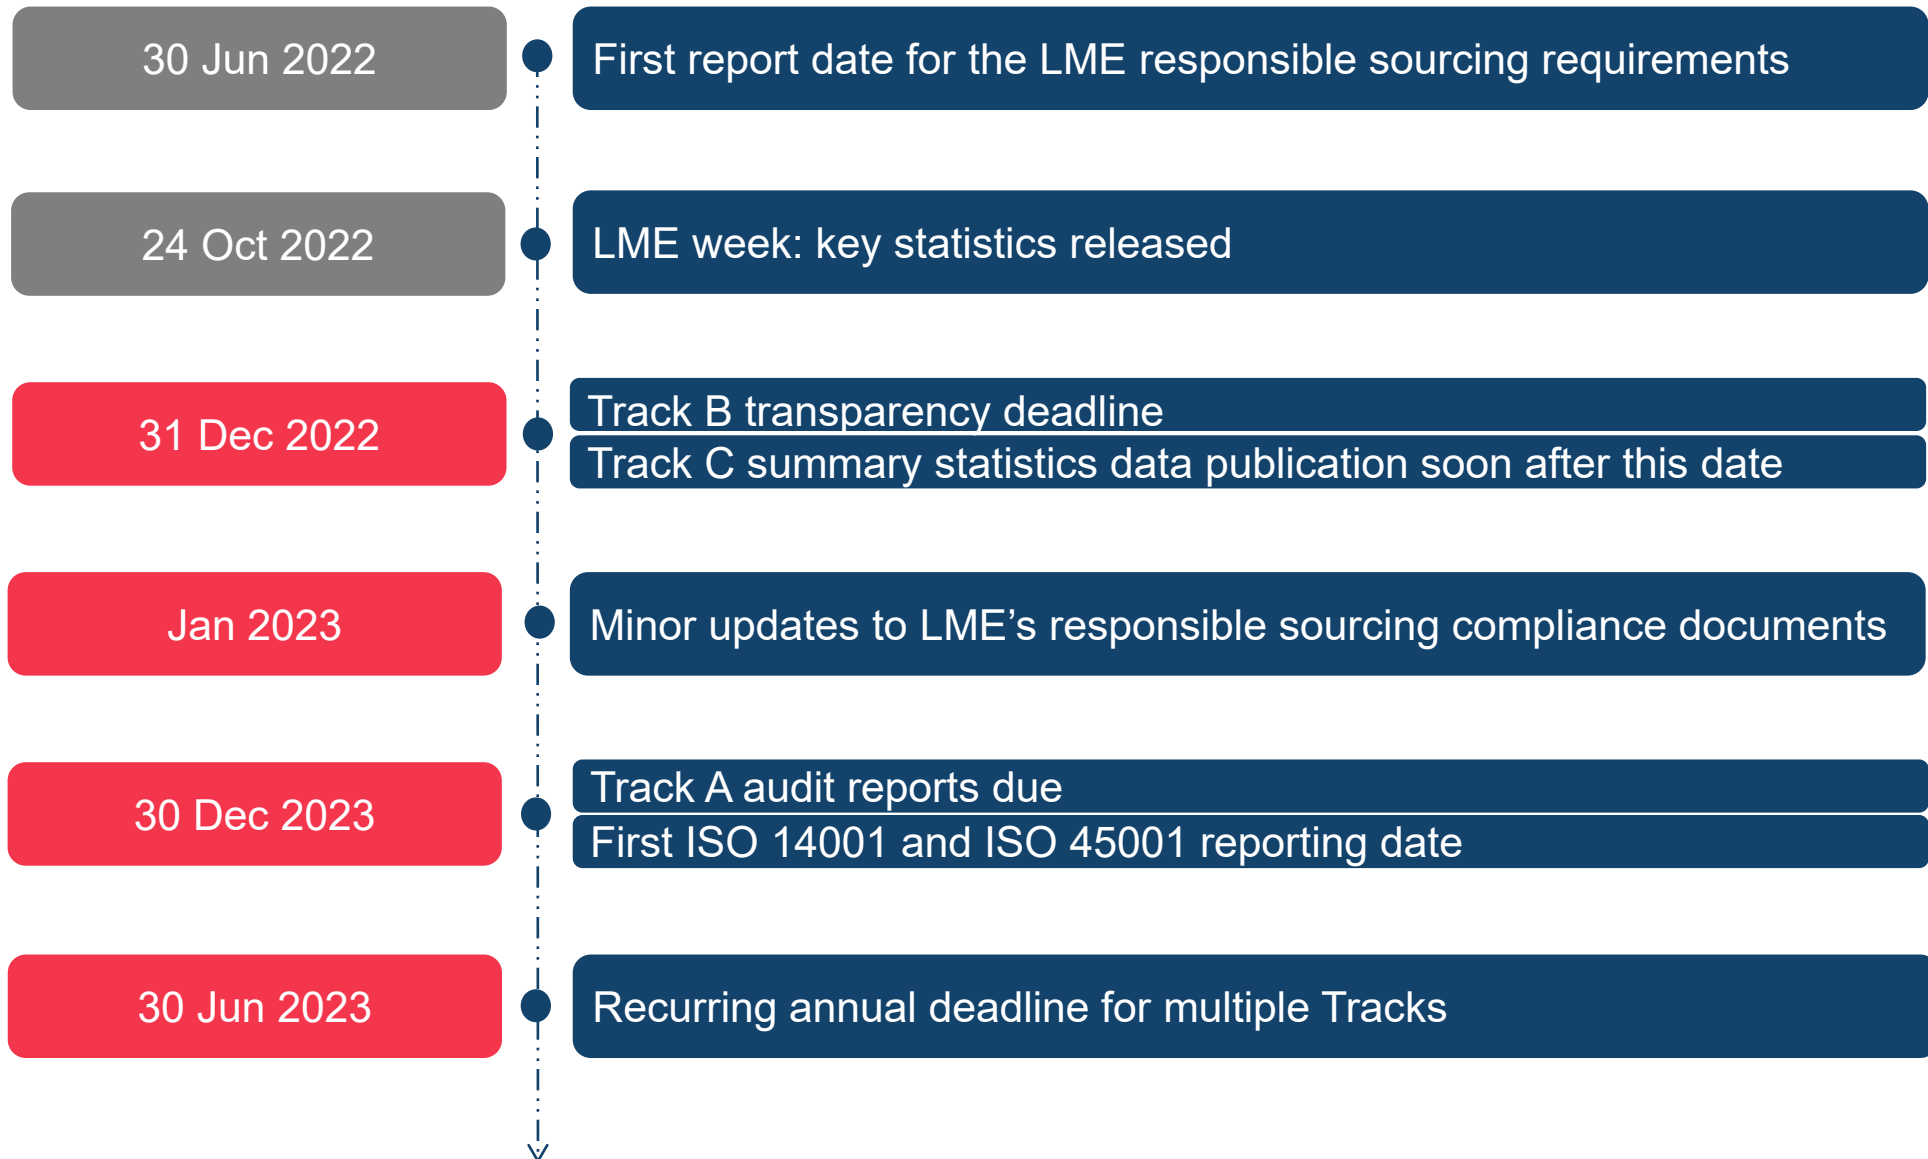 30 Jun 2022
First report date for the LME responsible sourcing requirements
24 Oct 2022
LME week: key statistics released
31 Dec 2022
Track B transparency deadline
Track C summary statistics data publication soon after this date
Jan 2023
Minor updates to LME’s responsible sourcing compliance documents
30 Dec 2023
Track A audit reports due
First ISO 14001 and ISO 45001 reporting date
30 Jun 2023
Recurring annual deadline for multiple Tracks